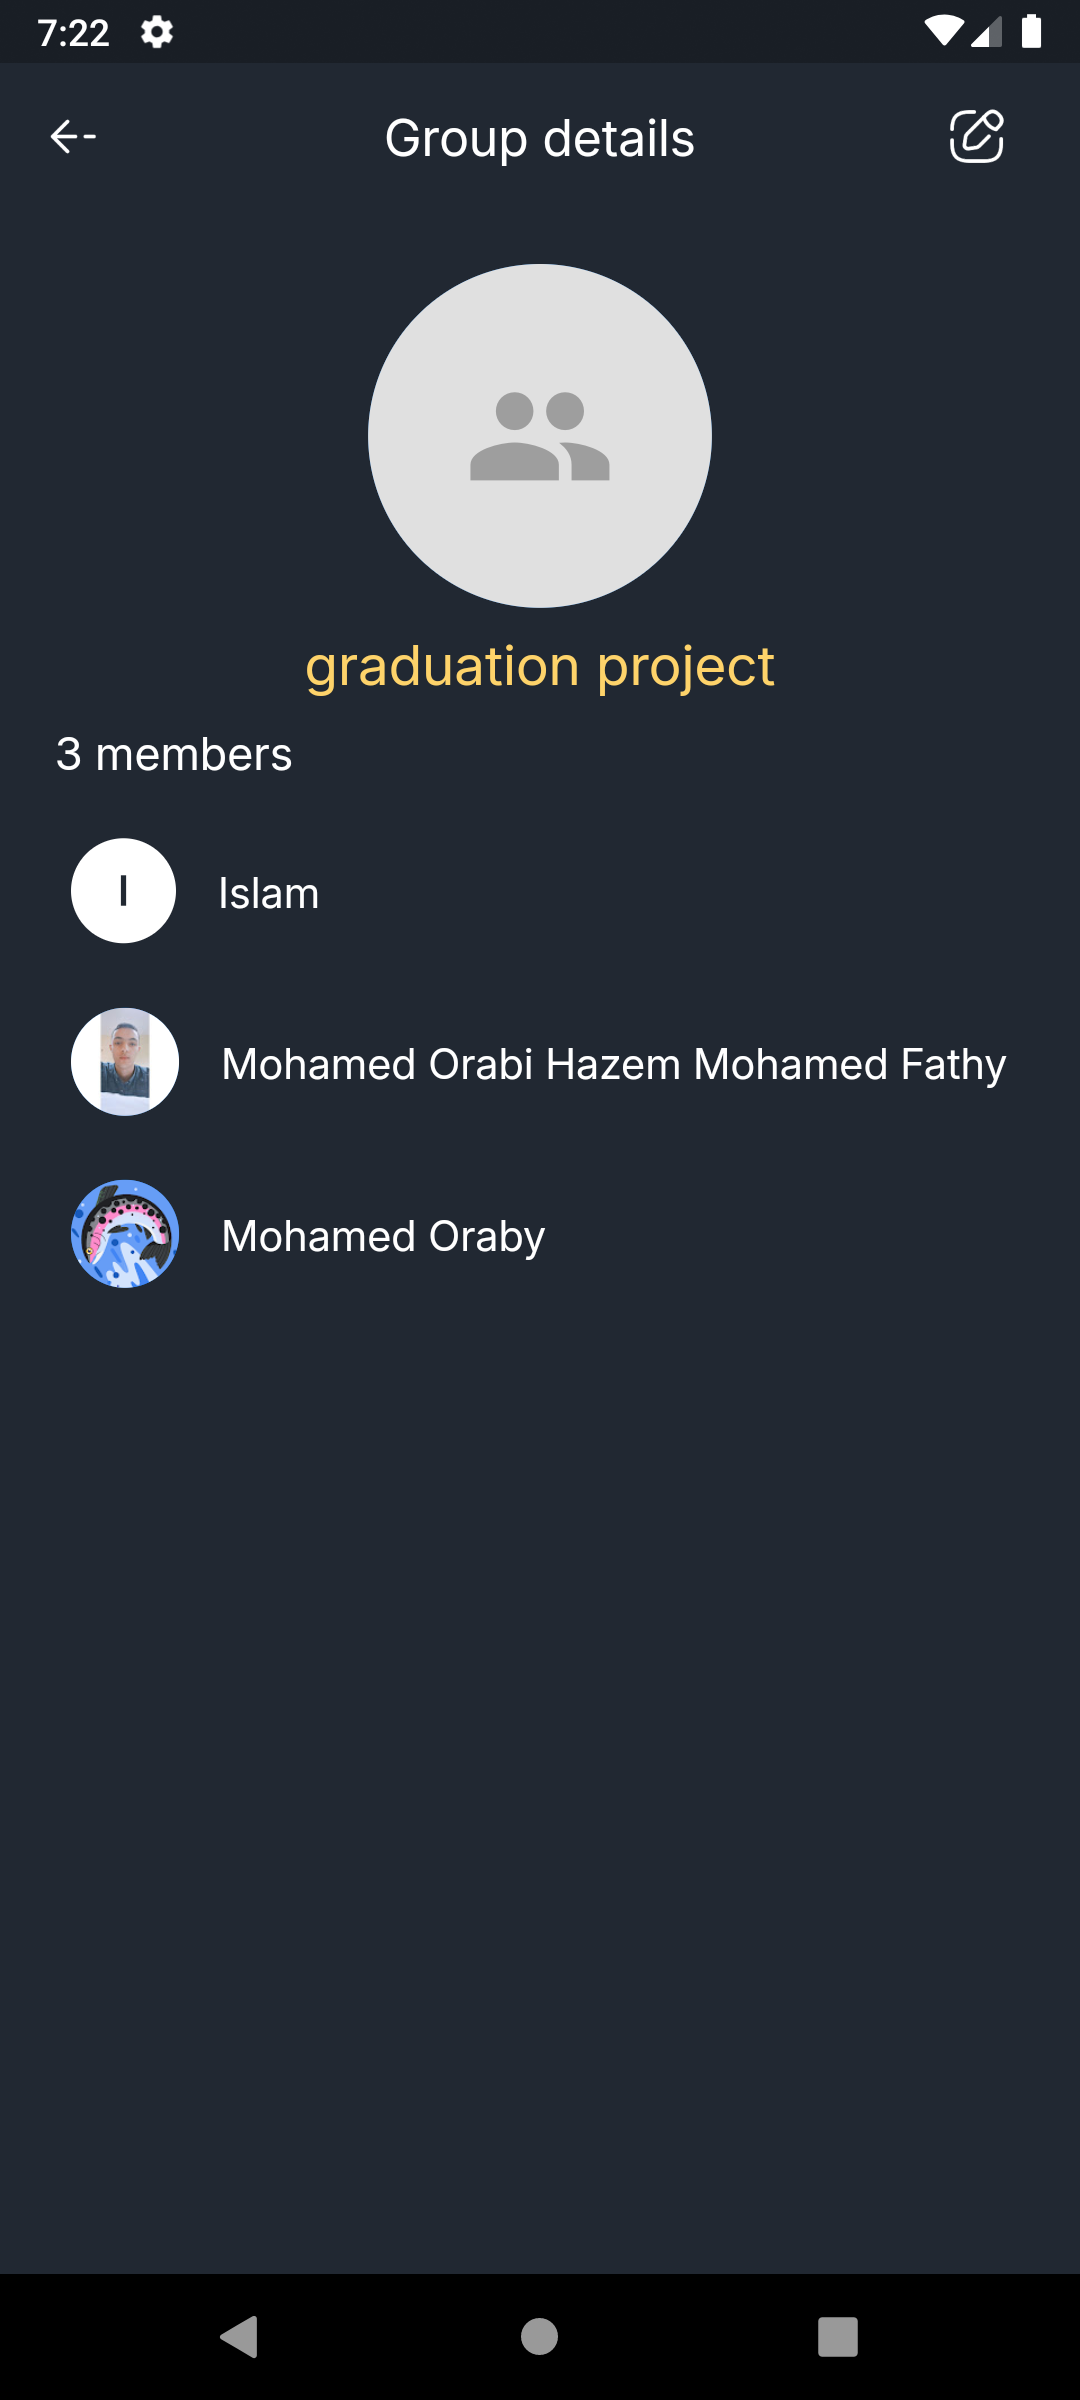 7:22
Group details
graduation project
3 members
I
Islam
Mohamed Orabi Hazem Mohamed Fathy
Mohamed Oraby